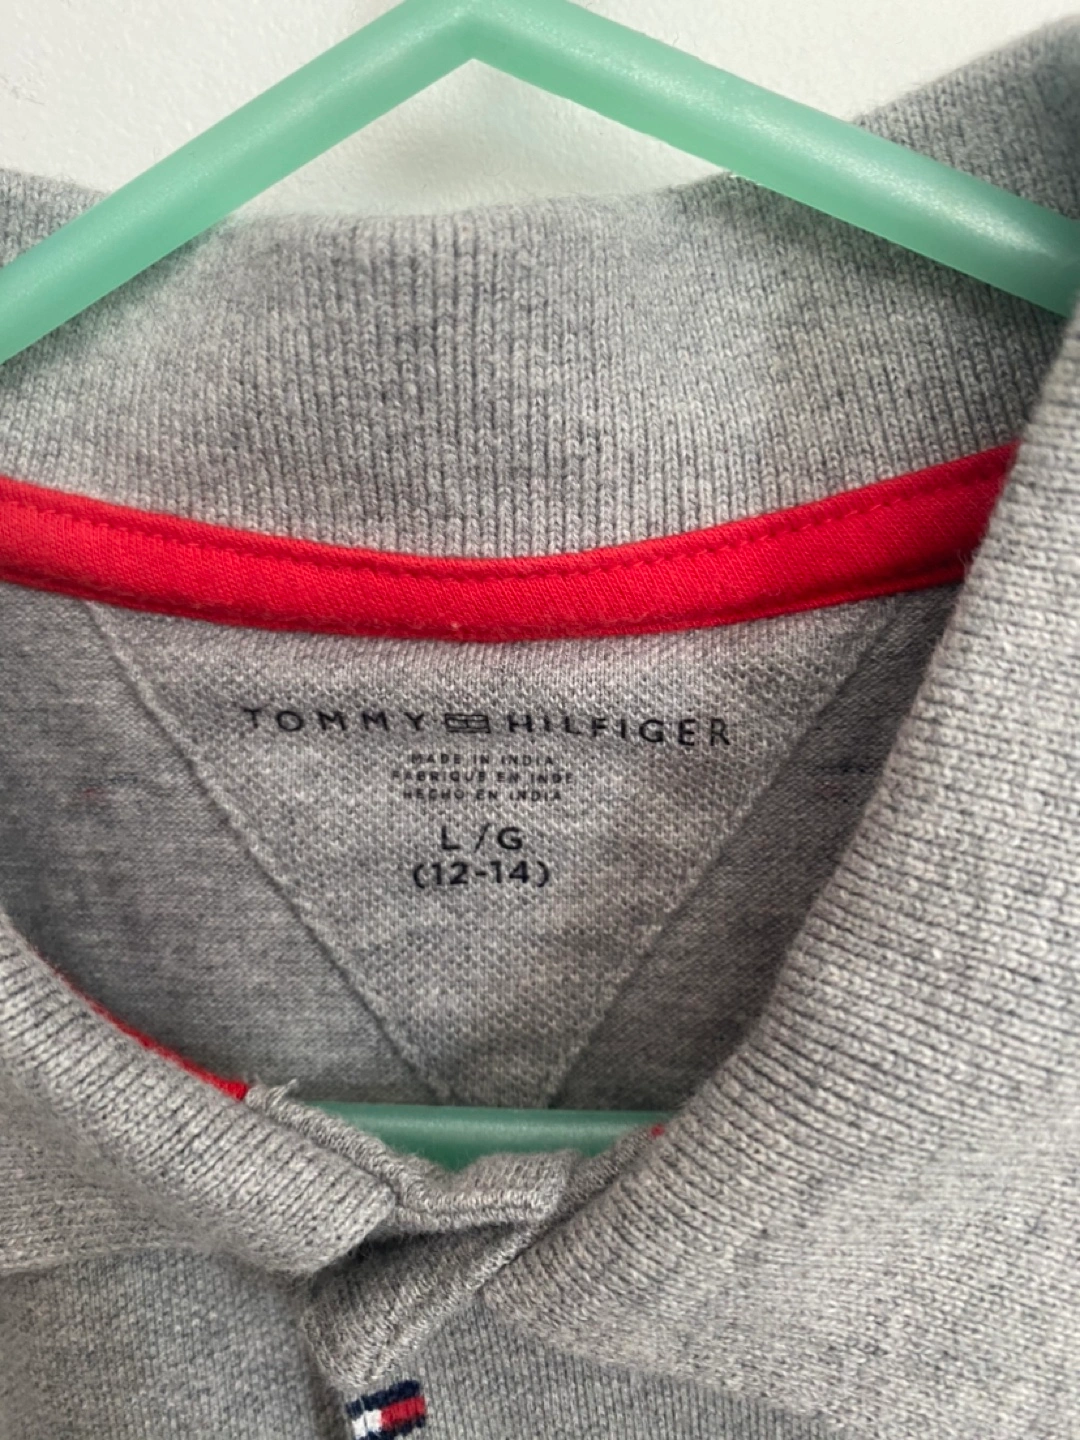 TOMMY HILFIGER
MADE IN INDIA
FABRIQUE EN INDE
HECHO EN INDIA
L / G
(12-14)